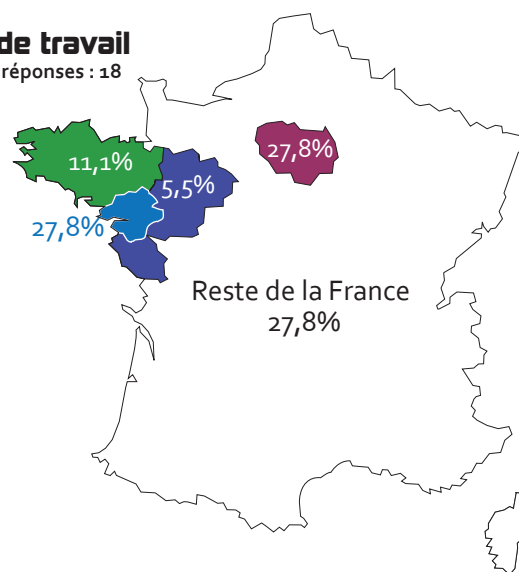 de travail
réponses : 18
11,1%
27,8%
5,5%
27,8%
Reste de la France
27,8%